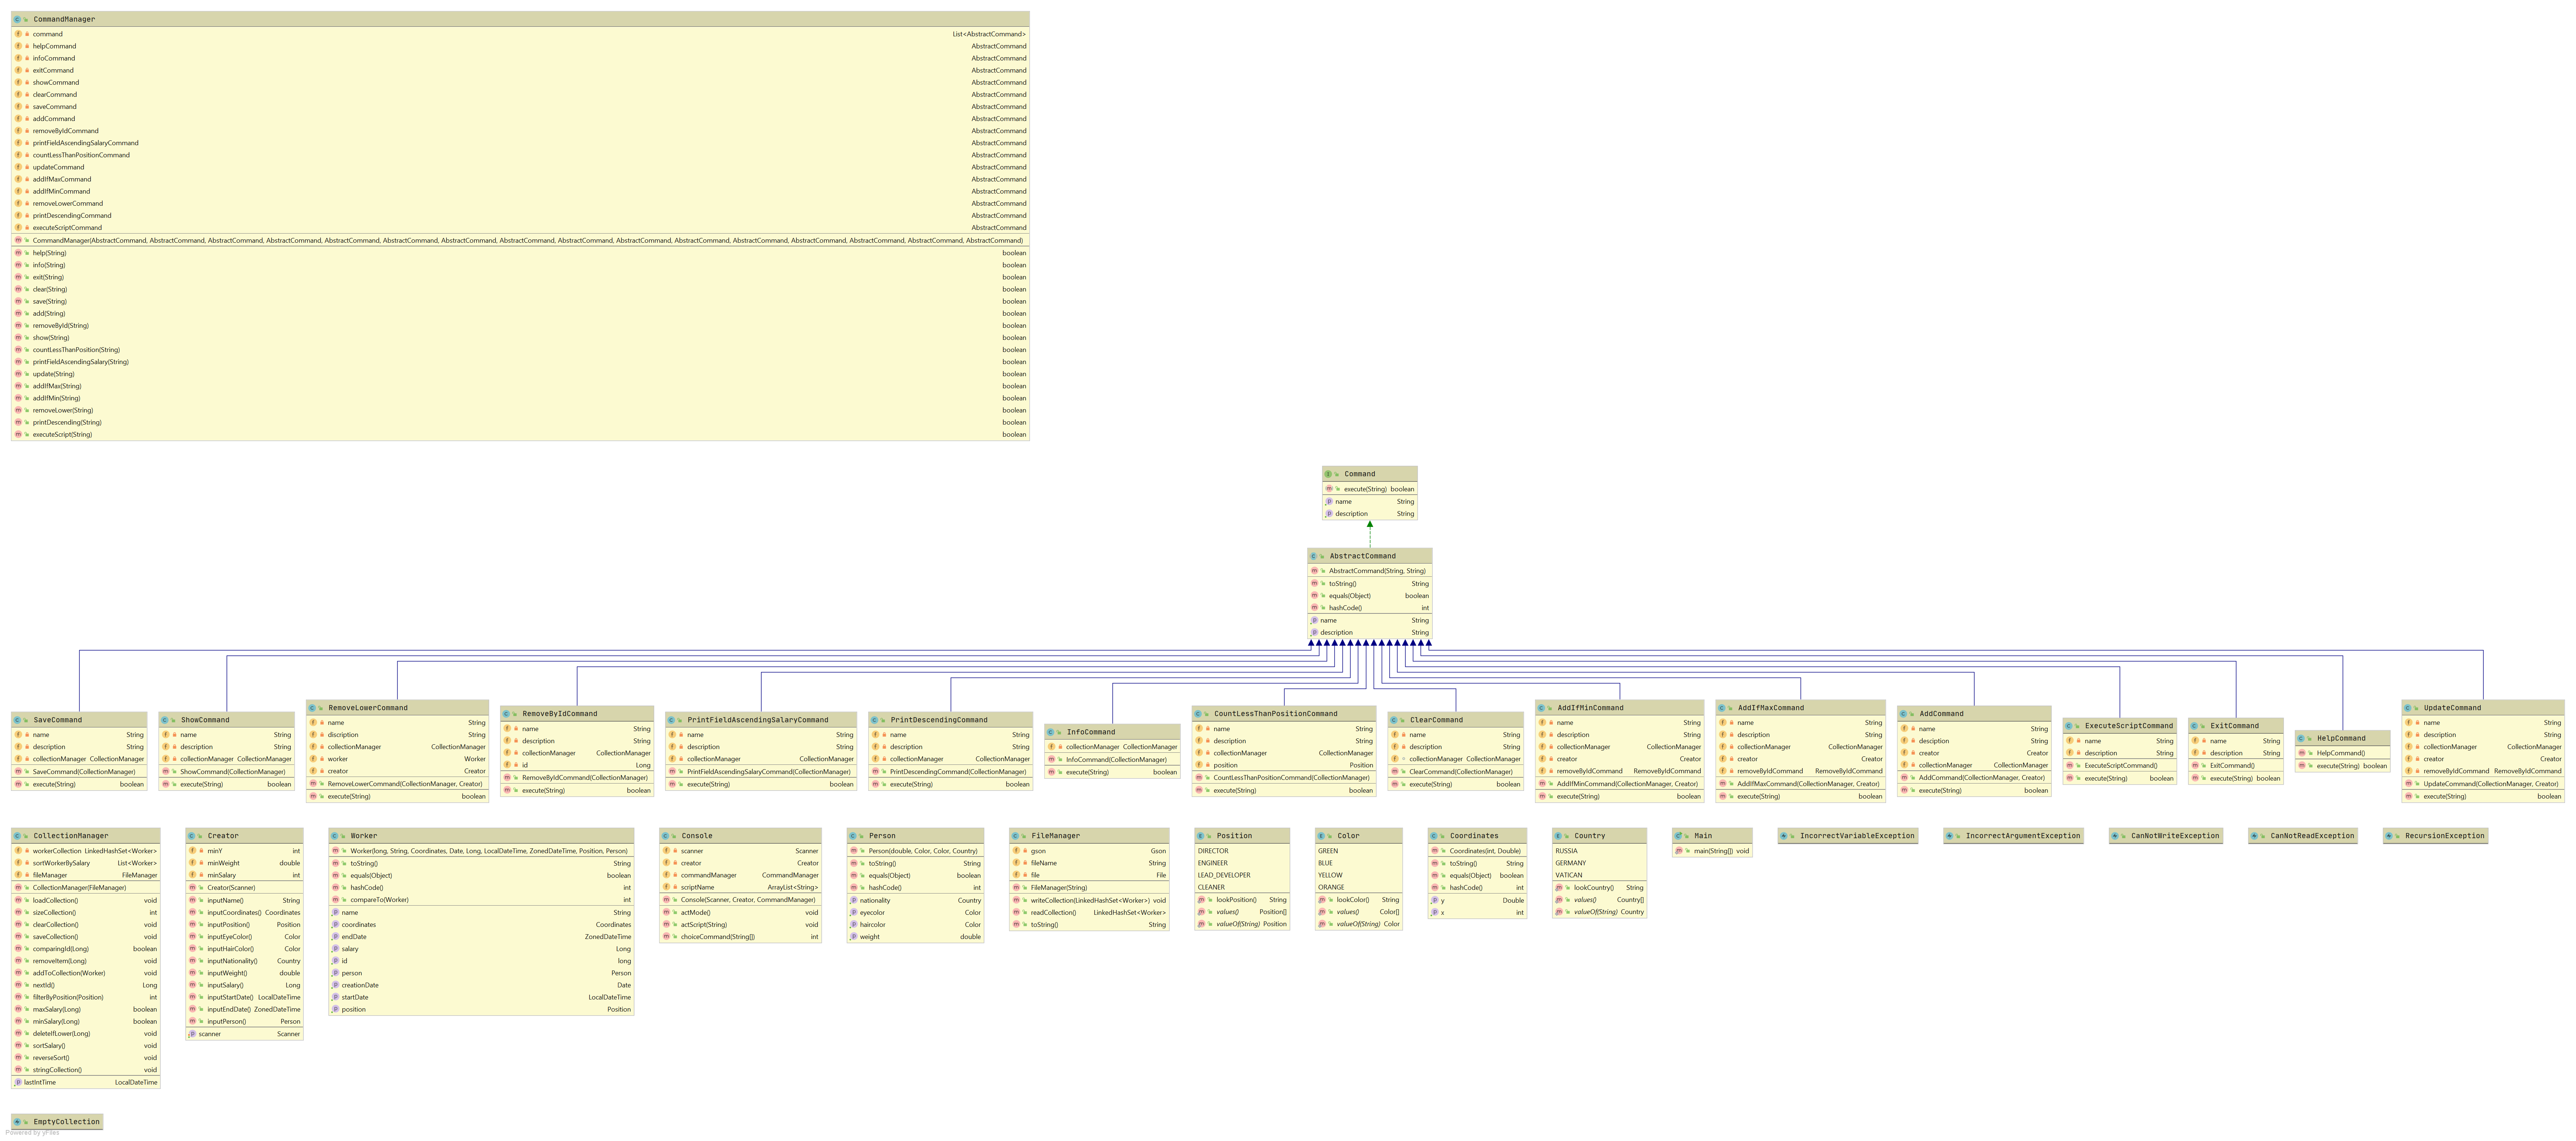 CommandManager
command List<AbstractCommand>
helpCommand AbstractCommand
infoCommand AbstractCommand
exitCommand AbstractCommand
showCommand AbstractCommand
clearCommand AbstractCommand
saveCommand AbstractCommand
addCommand AbstractCommand
removeByIdCommand AbstractCommand
printFieldAscendingSalaryCommand AbstractCommand
countLessThanPositionCommand AbstractCommand
updateCommand AbstractCommand
addIfMaxCommand AbstractCommand
addIfMinCommand AbstractCommand
removeLowerCommand AbstractCommand
printDescendingCommand AbstractCommand
executeScriptCommand AbstractCommand
CommandManager(AbstractCommand, AbstractCommand, AbstractCommand, AbstractCommand, AbstractCommand, AbstractCommand, AbstractCommand, AbstractCommand, AbstractCommand, AbstractCommand, AbstractCommand, AbstractCommand, AbstractCommand, AbstractCommand, AbstractCommand, AbstractCommand)
help(String) boolean
info(String) boolean
exit(String) boolean
clear(String) boolean
save(String) boolean
add(String) boolean
removeById(String) boolean
show(String) boolean
countLessThanPosition(String) boolean
printFieldAscendingSalary(String) boolean
update(String) boolean
addIfMax(String) boolean
addIfMin(String) boolean
removeLower(String) boolean
printDescending(String) boolean
executeScript(String) boolean
Command
execute(String) boolean
name String
description String
AbstractCommand
AbstractCommand(String, String)
toString() String
equals(Object) boolean
hashCode() int
name String
description String
SaveCommand
name String
description String
collectionManager CollectionManager
SaveCommand(CollectionManager)
execute(String) boolean
ShowCommand
name String
description String
collectionManager CollectionManager
ShowCommand(CollectionManager)
execute(String) boolean
RemoveLowerCommand
name String
discription String
collectionManager CollectionManager
worker Worker
creator Creator
RemoveLowerCommand(CollectionManager, Creator)
execute(String) boolean
RemoveByIdCommand
name String
description String
collectionManager CollectionManager
id Long
RemoveByIdCommand(CollectionManager)
execute(String) boolean
PrintFieldAscendingSalaryCommand
name String
description String
collectionManager CollectionManager
PrintFieldAscendingSalaryCommand(CollectionManager)
execute(String) boolean
PrintDescendingCommand
name String
description String
collectionManager CollectionManager
PrintDescendingCommand(CollectionManager)
execute(String) boolean
InfoCommand
collectionManager CollectionManager
InfoCommand(CollectionManager)
execute(String) boolean
CountLessThanPositionCommand
name String
description String
collectionManager CollectionManager
position Position
CountLessThanPositionCommand(CollectionManager)
execute(String) boolean
ClearCommand
name String
description String
collectionManager CollectionManager
ClearCommand(CollectionManager)
execute(String) boolean
AddIfMinCommand
name String
description String
collectionManager CollectionManager
creator Creator
removeByIdCommand RemoveByIdCommand
AddIfMinCommand(CollectionManager, Creator)
execute(String) boolean
AddIfMaxCommand
name String
description String
collectionManager CollectionManager
creator Creator
removeByIdCommand RemoveByIdCommand
AddIfMaxCommand(CollectionManager, Creator)
execute(String) boolean
AddCommand
name String
desciption String
creator Creator
collectionManager CollectionManager
AddCommand(CollectionManager, Creator)
execute(String) boolean
ExecuteScriptCommand
name String
description String
ExecuteScriptCommand()
execute(String) boolean
ExitCommand
name String
description String
ExitCommand()
execute(String) boolean
HelpCommand
HelpCommand()
execute(String) boolean
UpdateCommand
name String
description String
collectionManager CollectionManager
creator Creator
removeByIdCommand RemoveByIdCommand
UpdateCommand(CollectionManager, Creator)
execute(String) boolean
CollectionManager
workerCollection LinkedHashSet<Worker>
sortWorkerBySalary List<Worker>
fileManager FileManager
CollectionManager(FileManager)
loadCollection() void
sizeCollection() int
clearCollection() void
saveCollection() void
comparingId(Long) boolean
removeItem(Long) void
addToCollection(Worker) void
nextId() Long
filterByPosition(Position) int
maxSalary(Long) boolean
minSalary(Long) boolean
deleteIfLower(Long) void
sortSalary() void
reverseSort() void
stringCollection() void
lastIntTime LocalDateTime
Creator
minY int
minWeight double
minSalary int
Creator(Scanner)
inputName() String
inputCoordinates() Coordinates
inputPosition() Position
inputEyeColor() Color
inputHairColor() Color
inputNationality() Country
inputWeight() double
inputSalary() Long
inputStartDate() LocalDateTime
inputEndDate() ZonedDateTime
inputPerson() Person
scanner Scanner
Worker
Worker(long, String, Coordinates, Date, Long, LocalDateTime, ZonedDateTime, Position, Person)
toString() String
equals(Object) boolean
hashCode() int
compareTo(Worker) int
name String
coordinates Coordinates
endDate ZonedDateTime
salary Long
id long
person Person
creationDate Date
startDate LocalDateTime
position Position
Console
scanner Scanner
creator Creator
commandManager CommandManager
scriptName ArrayList<String>
Console(Scanner, Creator, CommandManager)
actMode() void
actScript(String) void
choiceCommand(String[]) int
Person
Person(double, Color, Color, Country)
toString() String
equals(Object) boolean
hashCode() int
nationality Country
eyecolor Color
haircolor Color
weight double
FileManager
gson Gson
fileName String
file File
FileManager(String)
writeCollection(LinkedHashSet<Worker>) void
readCollection() LinkedHashSet<Worker>
toString() String
Position
DIRECTOR
ENGINEER
LEAD_DEVELOPER
CLEANER
lookPosition() String
values() Position[]
valueOf(String) Position
Color
GREEN
BLUE
YELLOW
ORANGE
lookColor() String
values() Color[]
valueOf(String) Color
Coordinates
Coordinates(int, Double)
toString() String
equals(Object) boolean
hashCode() int
y Double
x int
Country
RUSSIA
GERMANY
VATICAN
lookCountry() String
values() Country[]
valueOf(String) Country
Main
main(String[]) void
IncorrectVariableException
IncorrectArgumentException
CanNotWriteException
CanNotReadException
RecursionException
EmptyCollection
Powered by yFiles